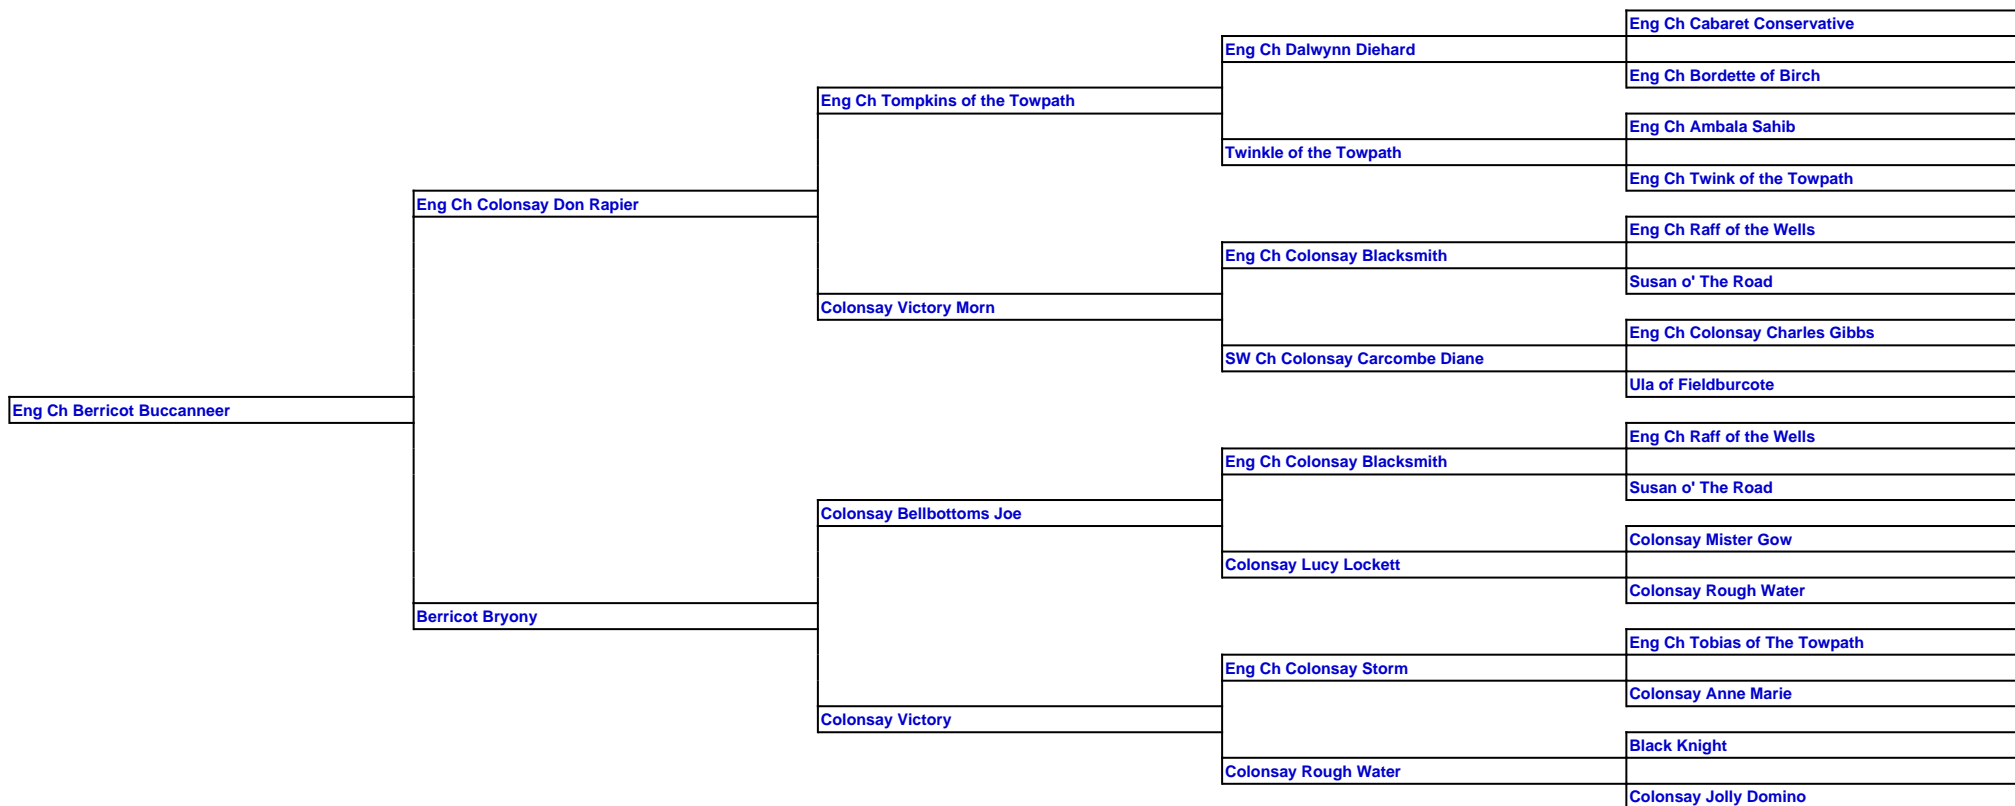 Eng Ch Cabaret Conservative
Eng Ch Dalwynn Diehard
Eng Ch Bordette of Birch
Eng Ch Tompkins of the Towpath
Eng Ch Ambala Sahib
Twinkle of the Towpath
Eng Ch Twink of the Towpath
Eng Ch Colonsay Don Rapier
Eng Ch Raff of the Wells
Eng Ch Colonsay Blacksmith
Susan o' The Road
Colonsay Victory Morn
Eng Ch Colonsay Charles Gibbs
SW Ch Colonsay Carcombe Diane
Ula of Fieldburcote
Eng Ch Berricot Buccanneer
Eng Ch Raff of the Wells
Eng Ch Colonsay Blacksmith
Susan o' The Road
Colonsay Bellbottoms Joe
Colonsay Mister Gow
Colonsay Lucy Lockett
Colonsay Rough Water
Berricot Bryony
Eng Ch Tobias of The Towpath
Eng Ch Colonsay Storm
Colonsay Anne Marie
Colonsay Victory
Black Knight
Colonsay Rough Water
Colonsay Jolly Domino